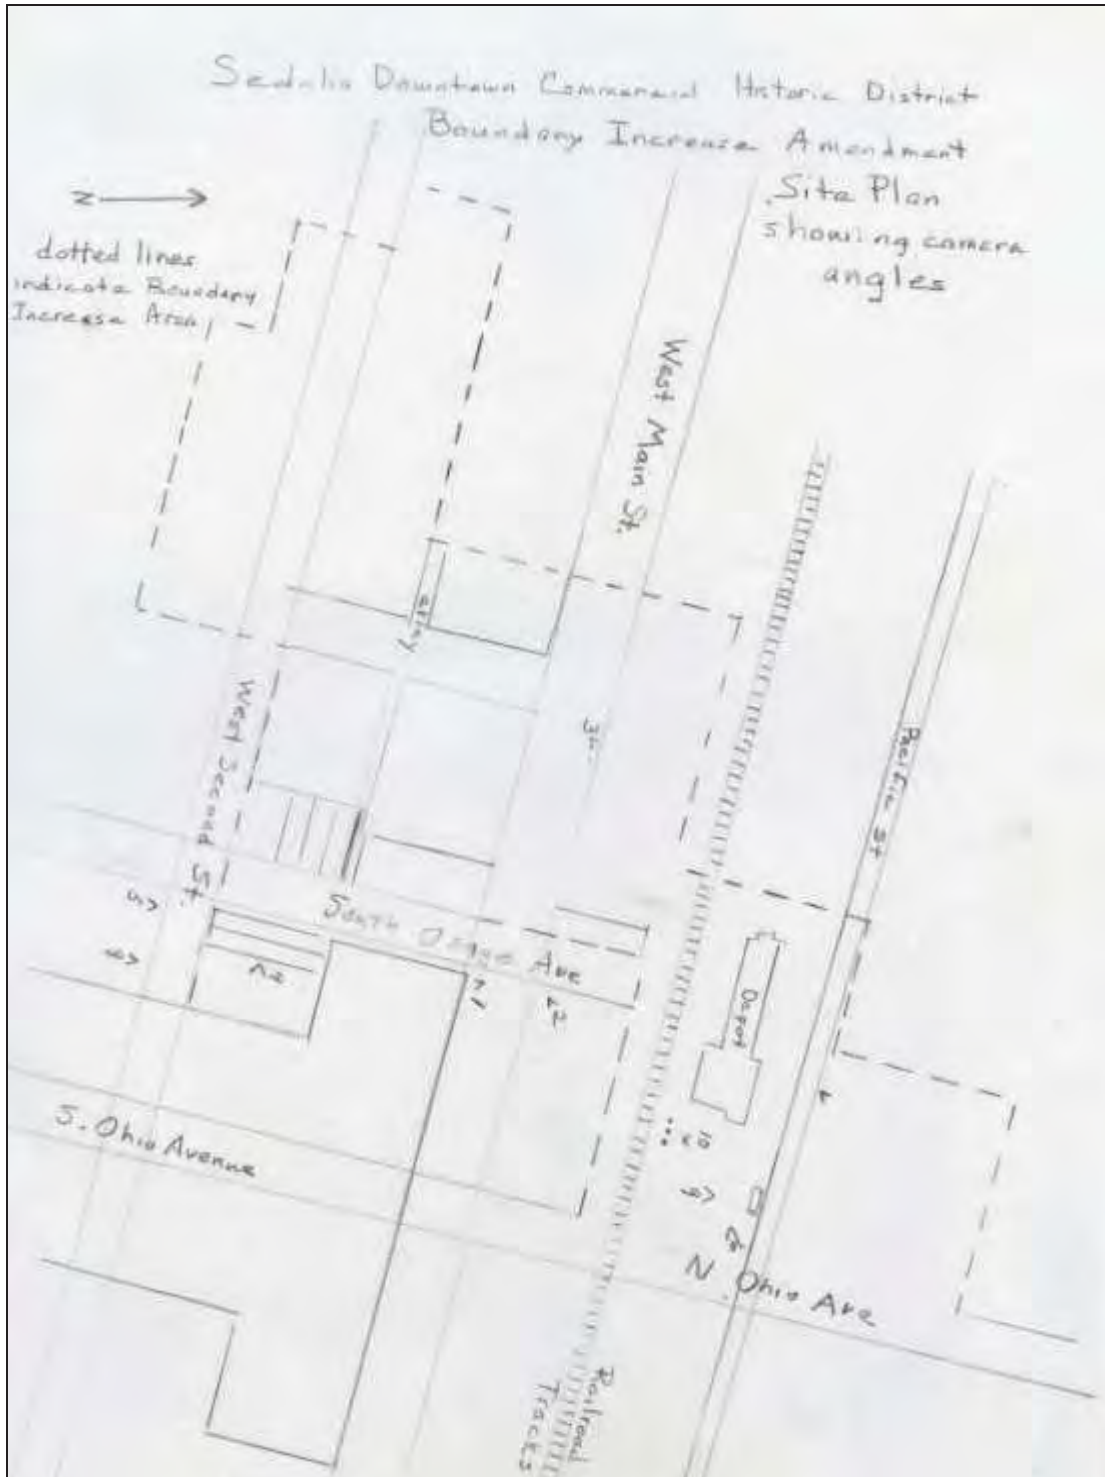 Sedalia Downtown Commercial Historic District
Boundary Increase Amendment
Site Plan
showing camera
angles
N
dotted lines
indicate Boundary
Increase Area
West Main St.
alley
West Second St.
Pacific St
South Osage Ave
Depot
S. Ohio Avenue
N. Ohio Ave
Railroad
Tracks